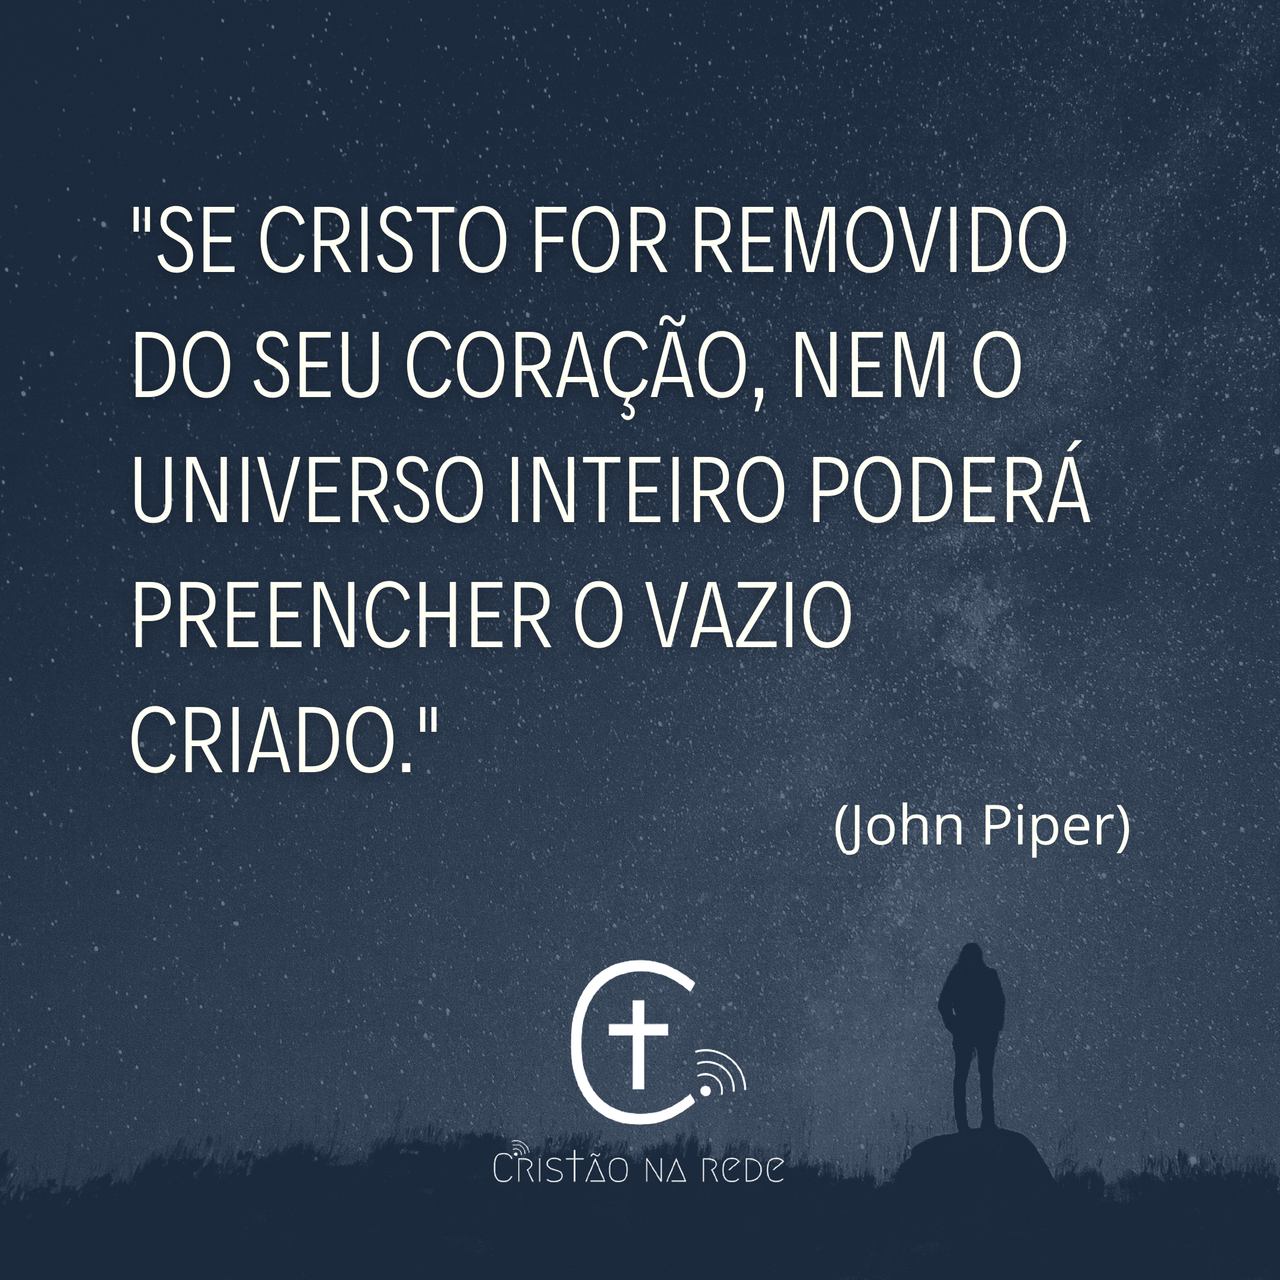 "SE CRISTO FOR REMOVIDO
DO SEU CORAÇÃO, NEM O
UNIVERSO INTEIRO PODERÁ
PREENCHER O VAZIO
CRIADO."
(John Piper)
CRISTÃO NA REDE